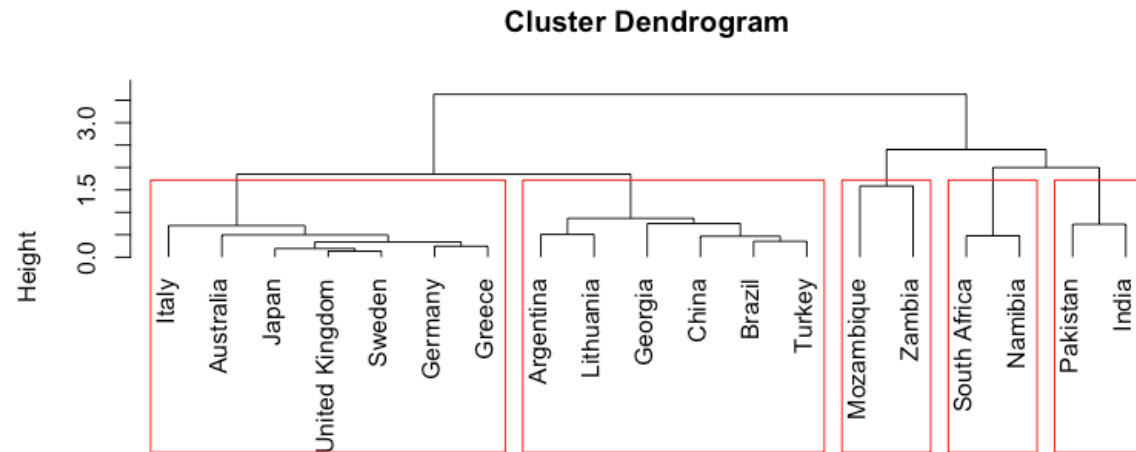 Cluster Dendrogram
Height
3.0
1.5
0.0
Italy
Australia
Japan
United Kingdom
Sweden
Germany
Greece
Argentina
Lithuania
Georgia
China
Brazil
Turkey
Mozambique
Zambia
South Africa
Namibia
Pakistan
India